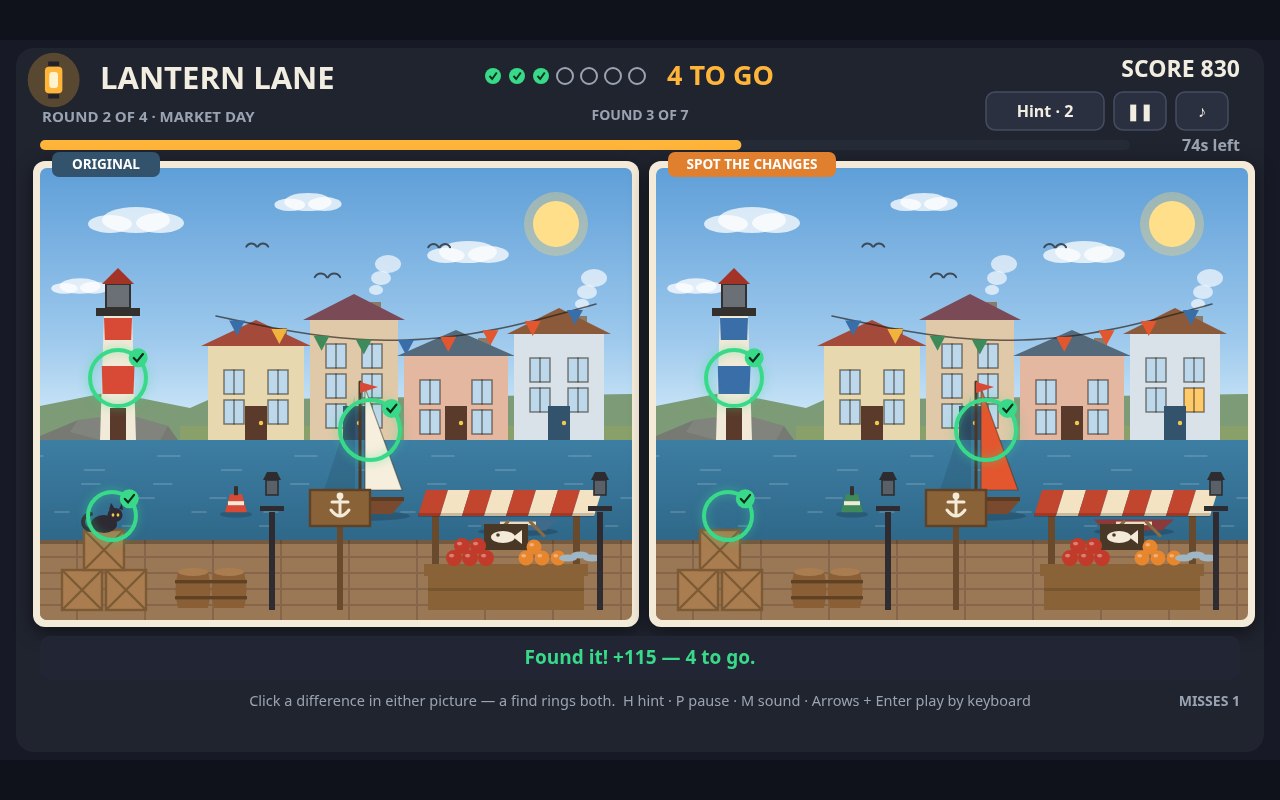 LANTERN LANE
4 TO GO
SCORE 830
ROUND 2 OF 4 · MARKET DAY
FOUND 3 OF 7
Hint · 2
74s left
ORIGINAL
SPOT THE CHANGES
Found it! +115 — 4 to go.
Click a difference in either picture — a find rings both. H hint · P pause · M sound · Arrows + Enter play by keyboard
MISSES 1